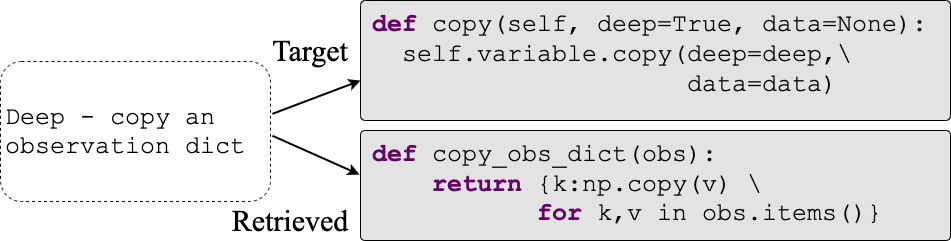 Deep - copy an
observation dict
Target
def copy(self, deep=True, data=None):
self.variable.copy(deep=deep,\
data=data)
Retrieved
def copy_obs_dict(obs):
return {k:np.copy(v) \
for k,v in obs.items()}